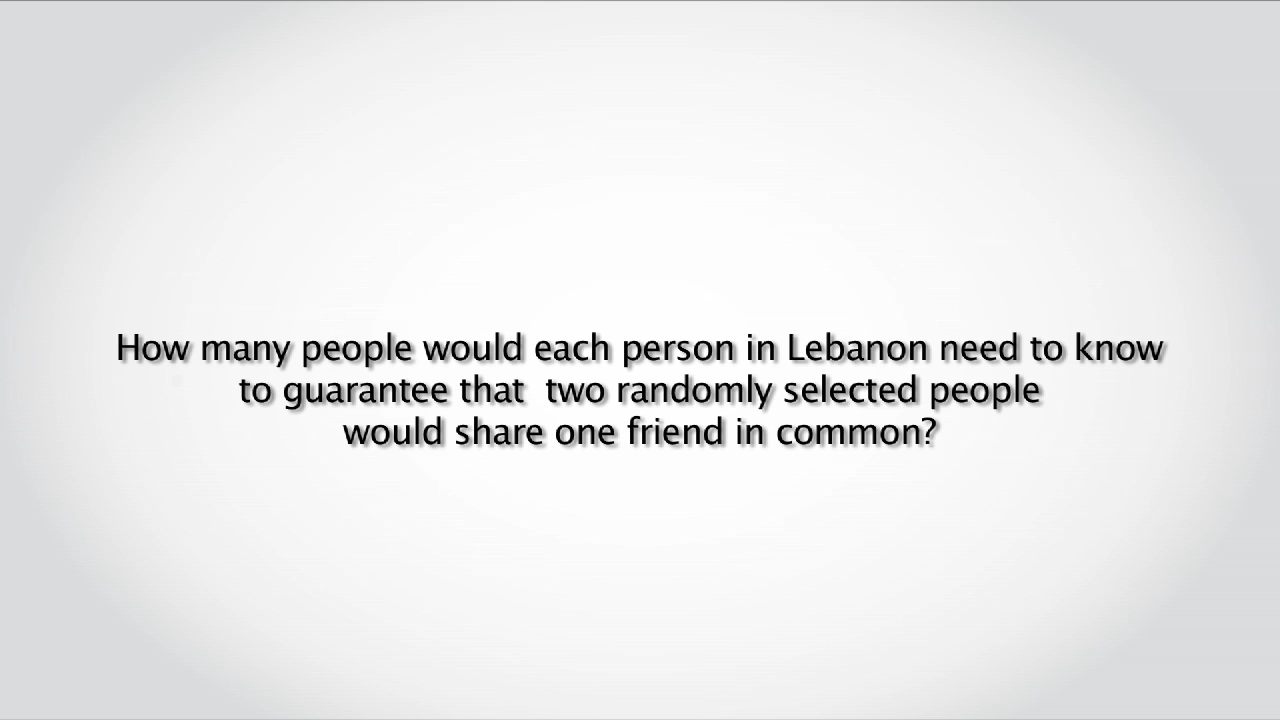 How many people would each person in Lebanon need to know
to guarantee that  two randomly selected people
would share one friend in common?